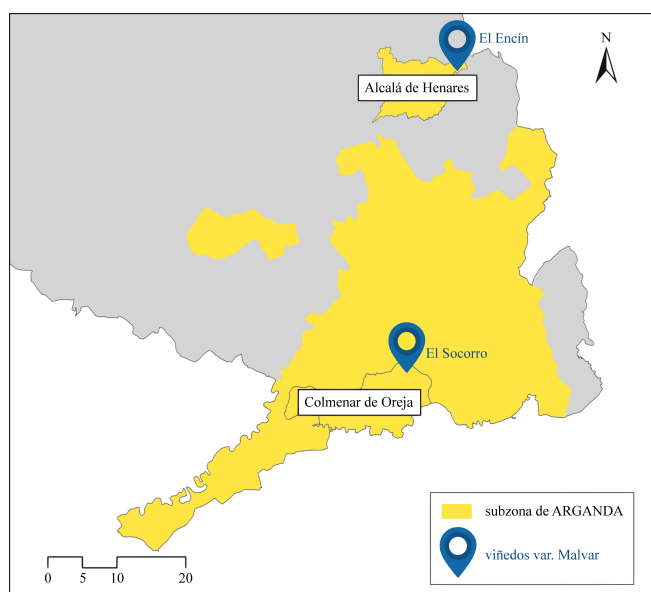 El Encín
N
Alcalá de Henares
El Socorro
Colmenar de Oreja
subzona de ARGANDA
viñedos var. Malvar
0 5 10 20